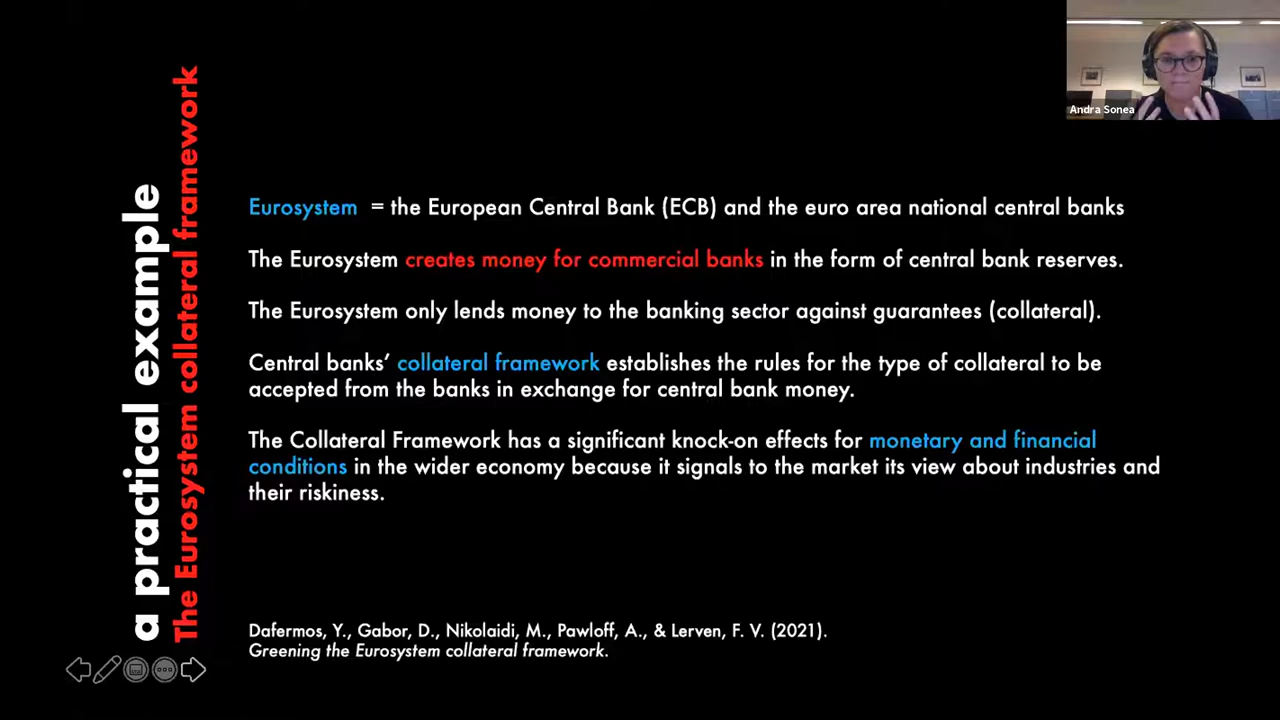 Andra Sonea
a practical example
The Eurosystem collateral framework
Eurosystem = the European Central Bank (ECB) and the euro area national central banks
The Eurosystem creates money for commercial banks in the form of central bank reserves.
The Eurosystem only lends money to the banking sector against guarantees (collateral).
Central banks’ collateral framework establishes the rules for the type of collateral to be
accepted from the banks in exchange for central bank money.
The Collateral Framework has a significant knock-on effects for monetary and financial
conditions in the wider economy because it signals to the market its view about industries and
their riskiness.
Dafermos, Y., Gabor, D., Nikolaidi, M., Pawloff, A., & Lerven, F. V. (2021).
Greening the Eurosystem collateral framework.